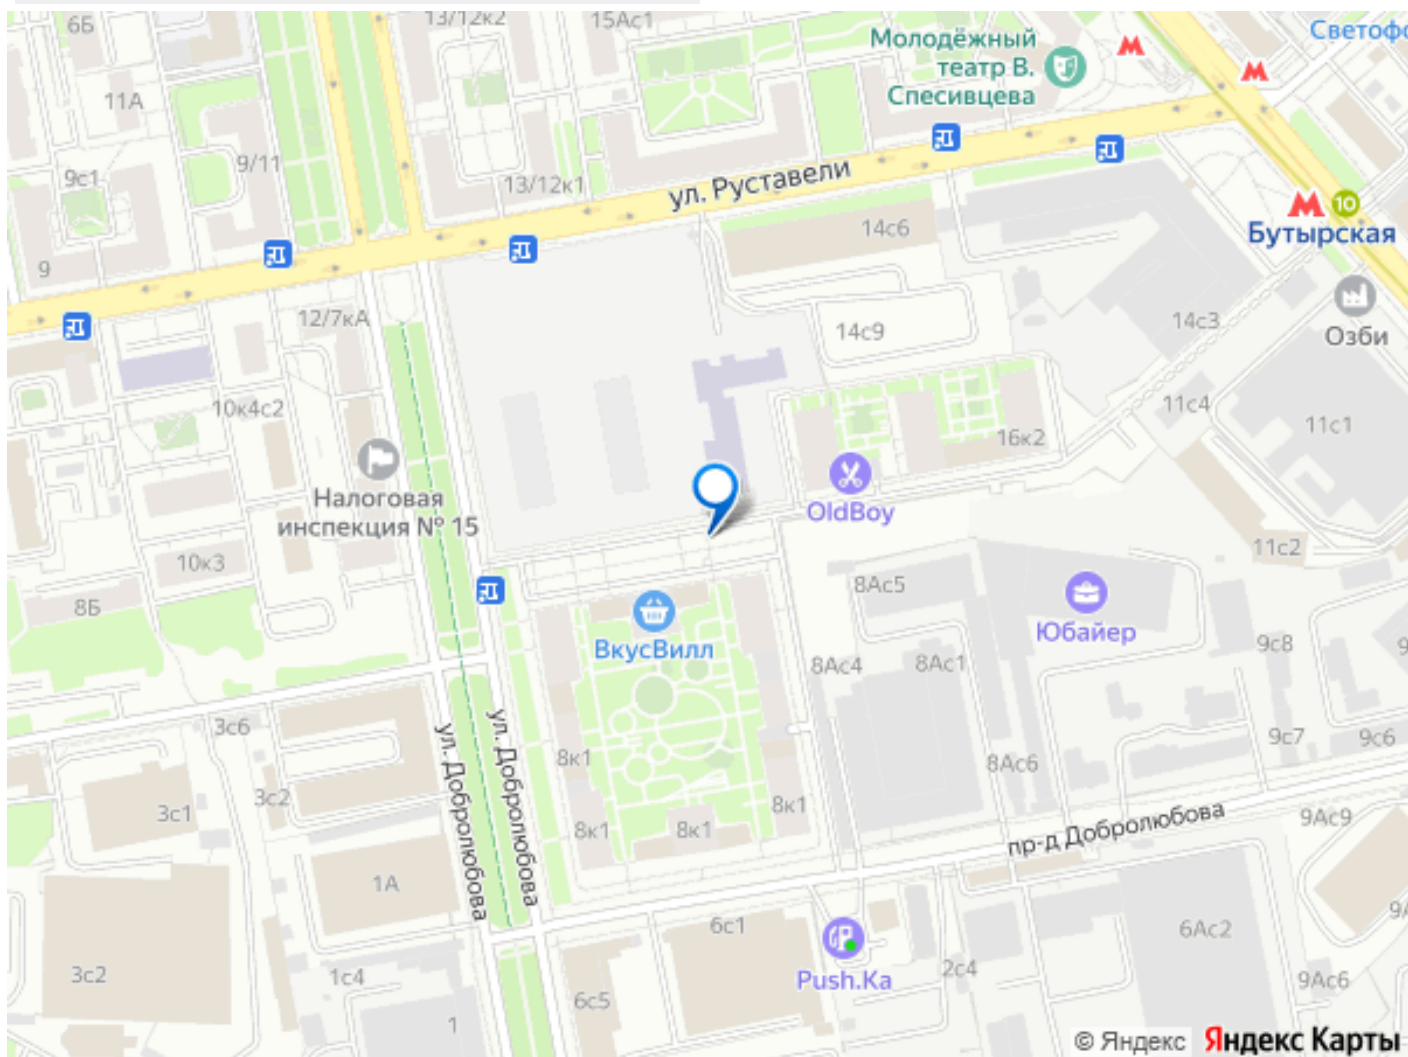 6Б
13/12к2
15Ас1
Светофо
Молодёжный
театр В.
Спесивцева
11А
9/11
9с1
13/12к1
ул. Руставели
14с6
10
Бутырская
9
12/7кА
14с9
14с3
Озби
10к4с2
11с4
11с1
16к2
Налоговая
инспекция № 15
OldBoy
11с2
10к3
8Ас5
8Б
ВкусВилл
Юбайер
8Ас4
8Ас1
9с8
9
3с6
ул. Добролюбова
ул. Добролюбова
9с7
9с6
8к1
8Ас6
3с2
3с1
8к1
8к1
8к1
пр-д Добролюбова
9Ас9
1А
6с1
9А
6Ас2
3с2
1с4
Push.Ka
2с4
9Ас6
6с5
1
© Яндекс Яндекс Карты